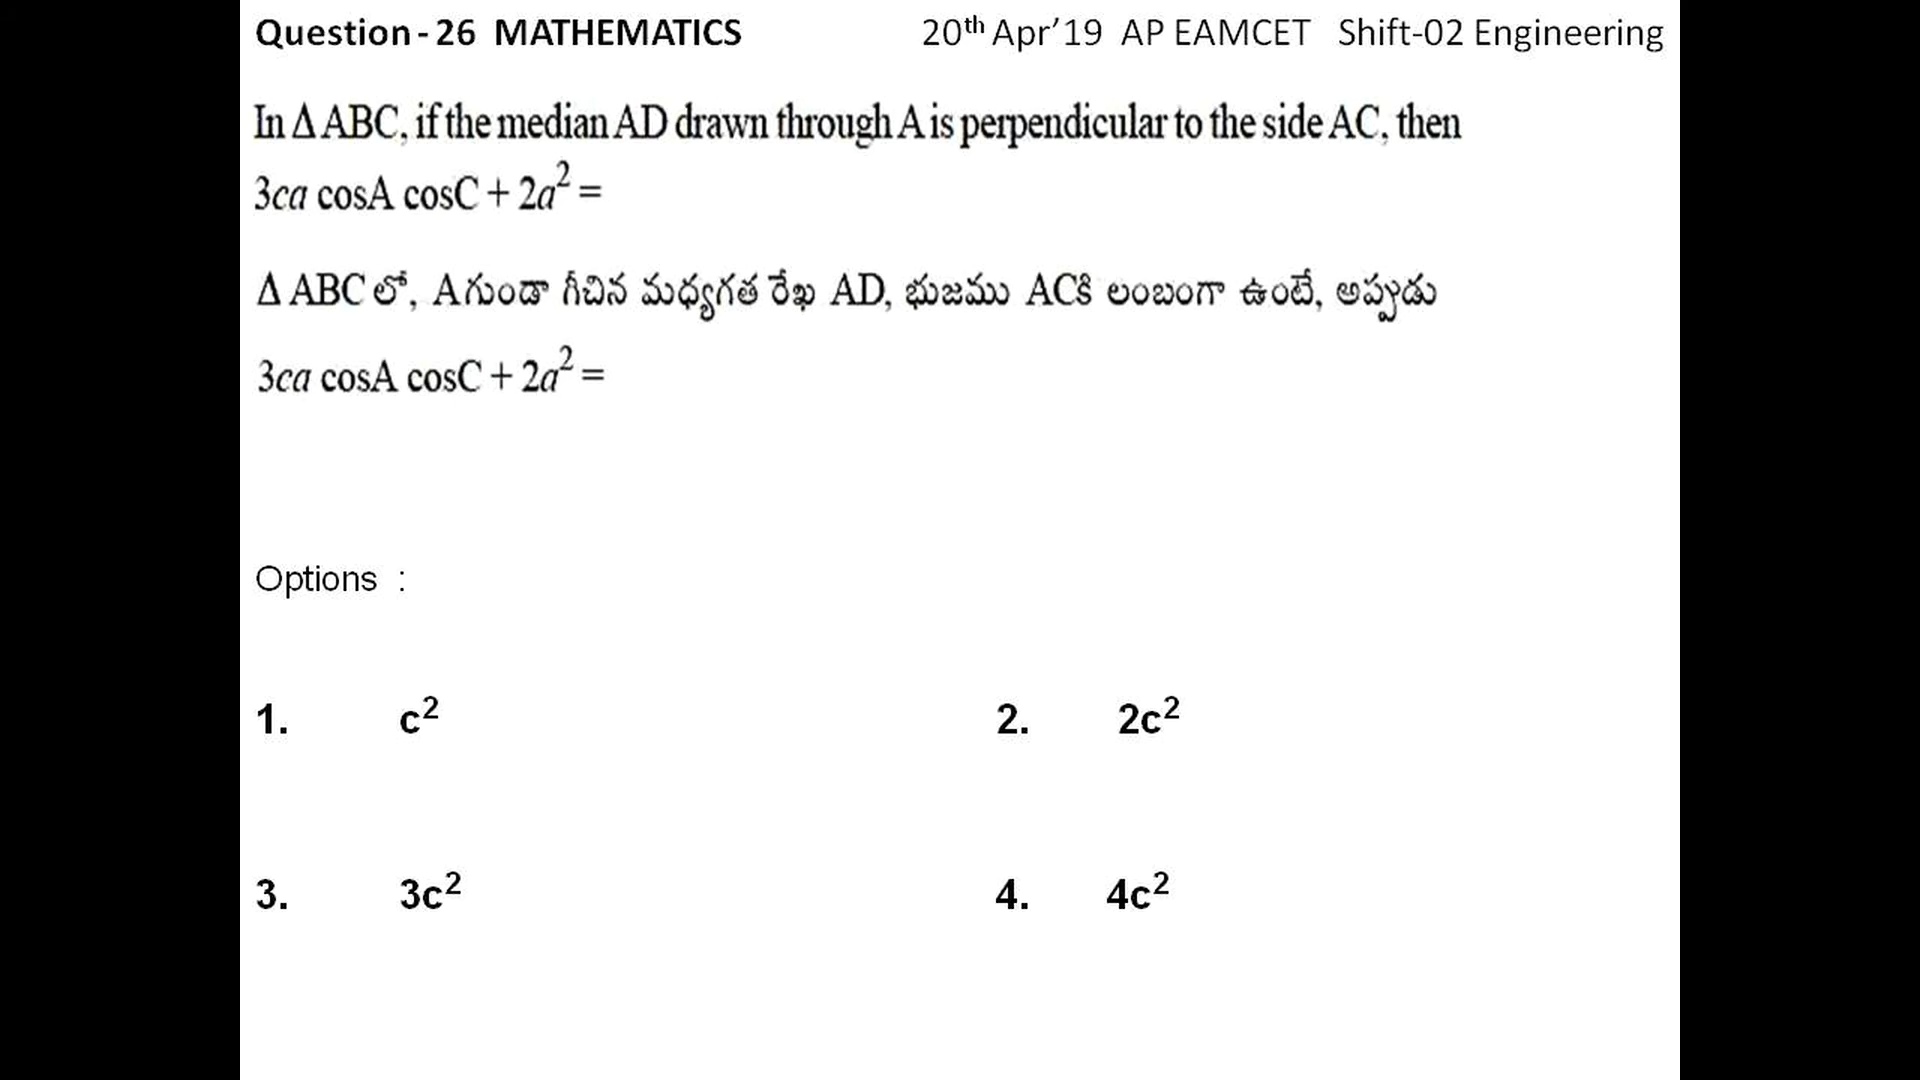 Question - 26 MATHEMATICS 20th Apr’19 AP EAMCET Shift-02 Engineering
In Δ ABC, if the median AD drawn through A is perpendicular to the side AC, then
3ca cosA cosC + 2a² =
Δ ABC లో, A గుండా గీచిన మధ్యగత రేఖ AD, భుజము ACకి లంబంగా ఉంటే, అప్పుడు
3ca cosA cosC + 2a² =
Options :
1. c² 2. 2c²
3. 3c² 4. 4c²